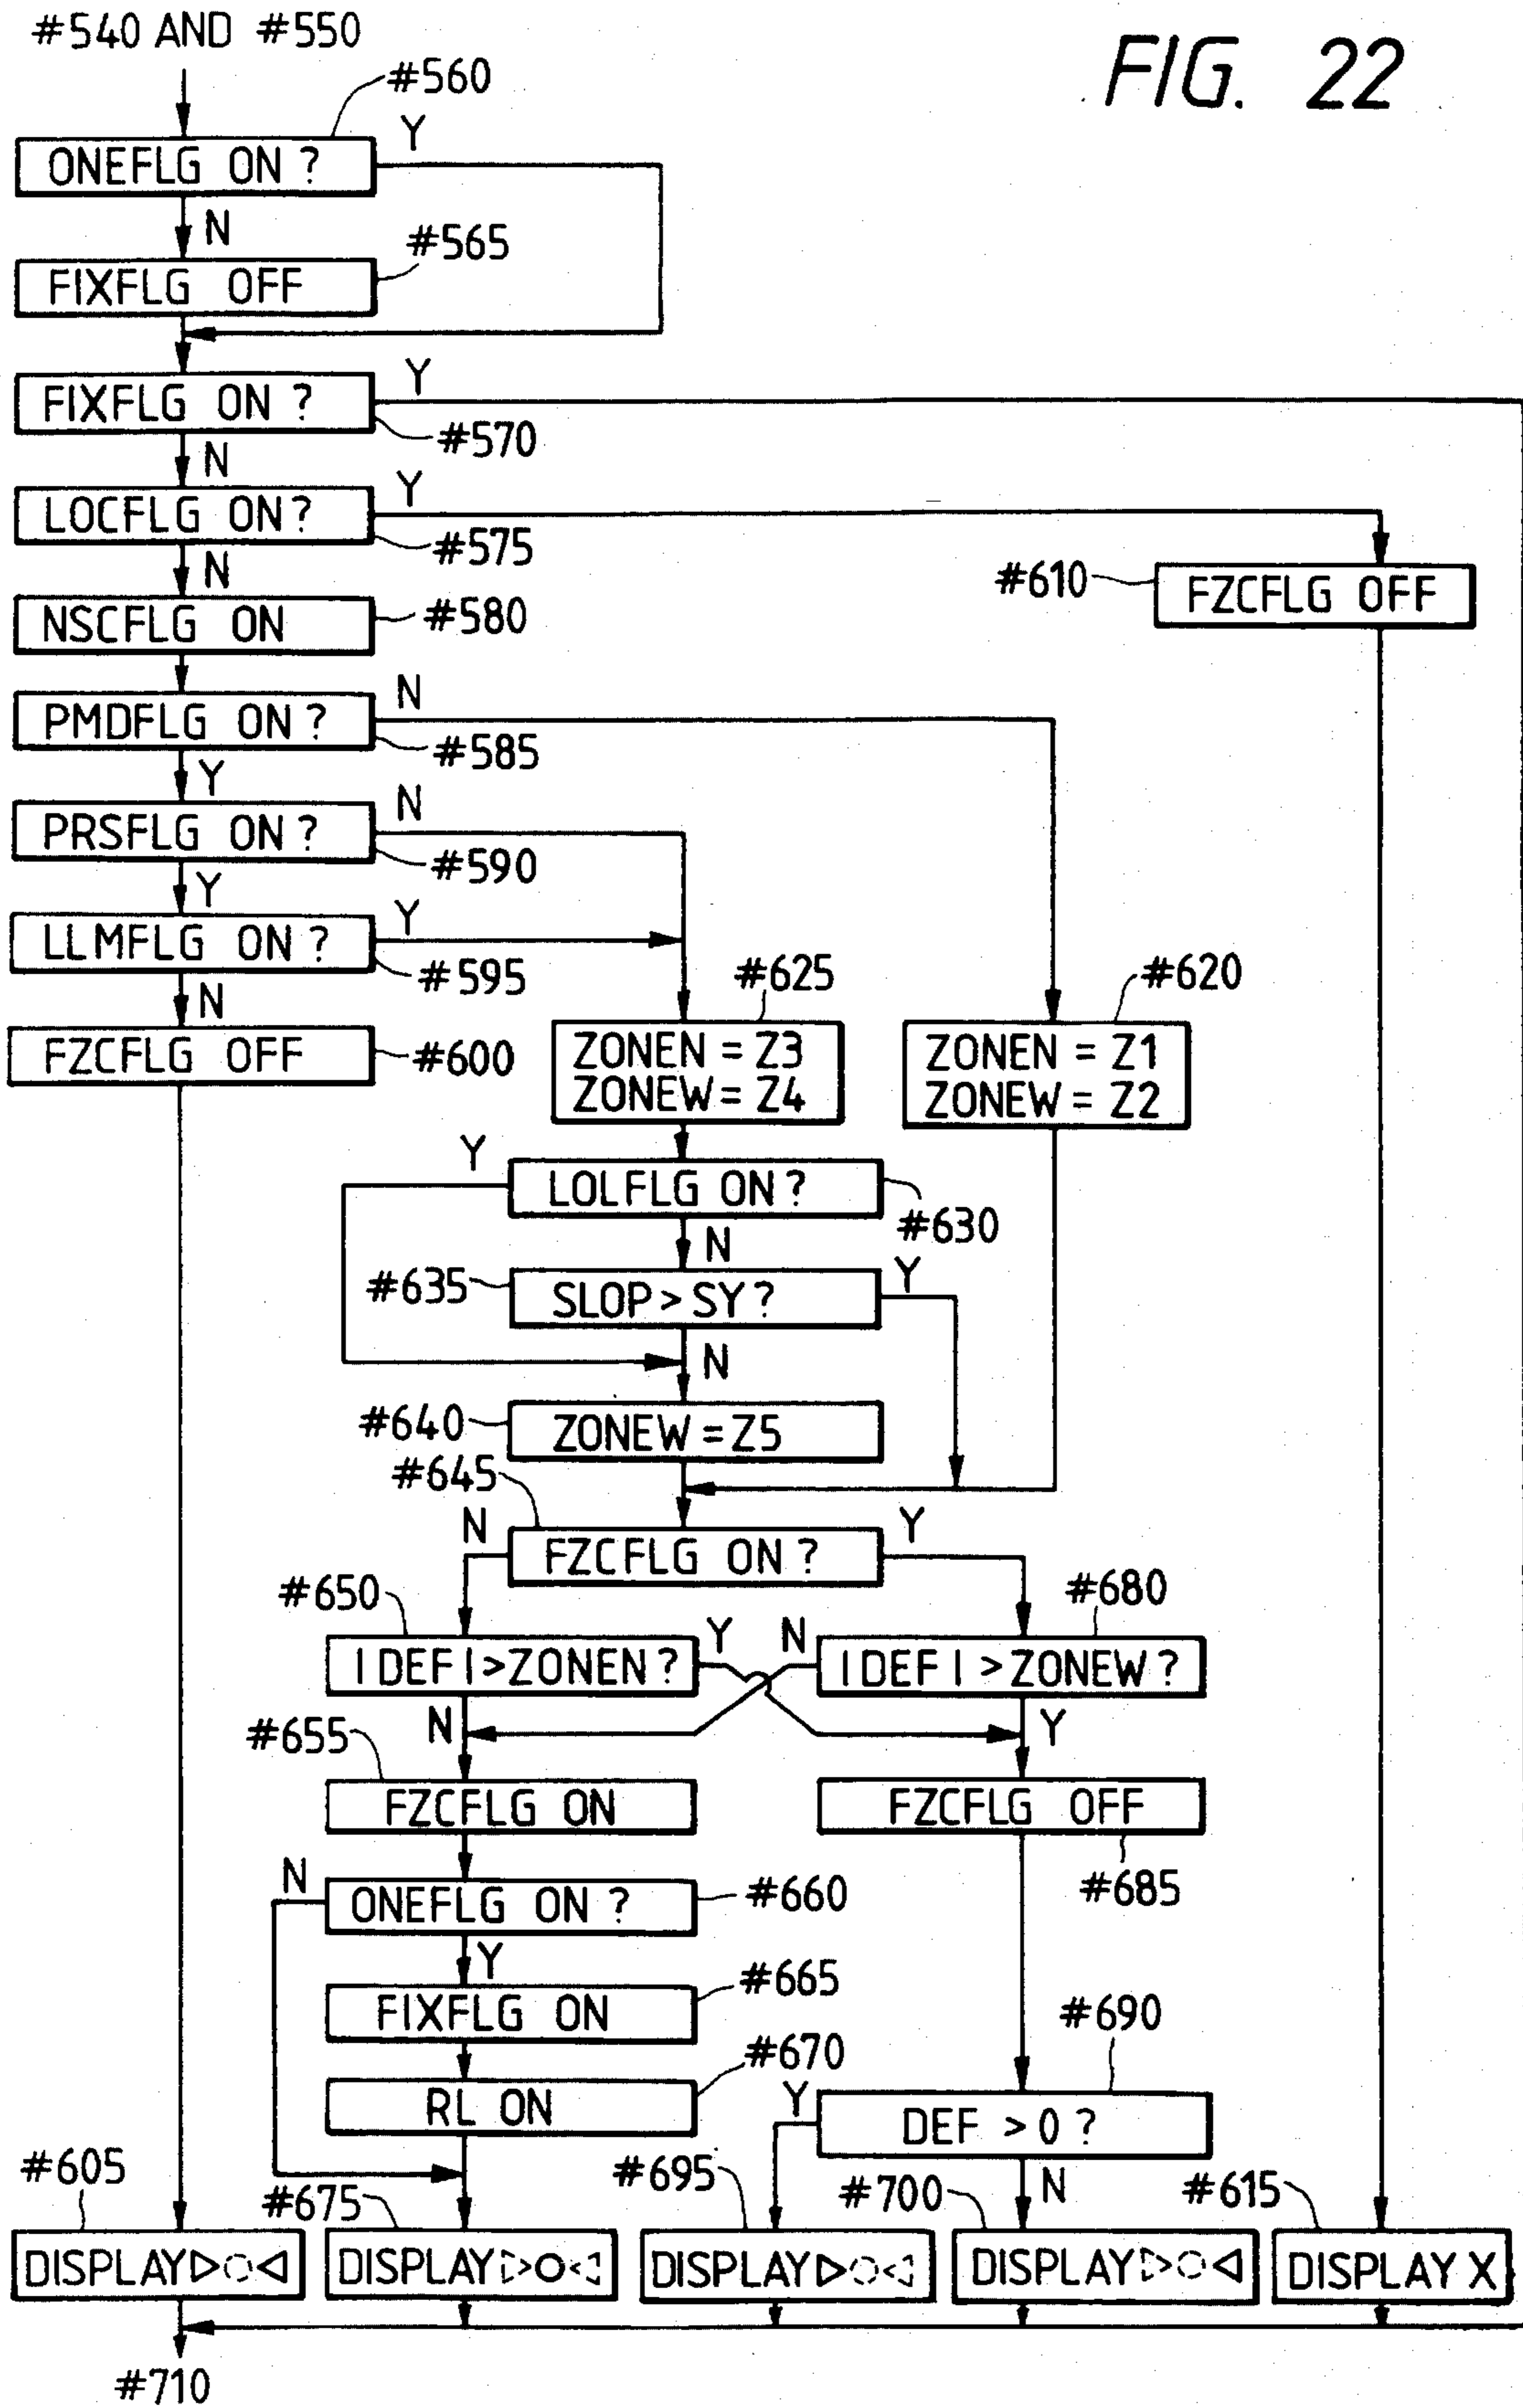 #540 AND #550
FIG. 22
#560
ONEFLG ON ?
Y
N
#565
FIXFLG OFF
FIXFLG ON ?
Y
#570
N
LOCFLG ON ?
Y
#575
N
#610
FZCFLG OFF
NSCFLG ON
#580
PMDFLG ON ?
N
#585
Y
PRSFLG ON ?
N
#590
Y
LLMFLG ON ?
Y
#595
N
FZCFLG OFF
#600
#625
ZONEN = Z3
ZONEW = Z4
#620
ZONEN = Z1
ZONEW = Z2
Y
LOLFLG ON ?
#630
N
#635
SLOP > SY ?
Y
N
#640
ZONEW = Z5
#645
N
FZCFLG ON ?
Y
#650
|DEF| > ZONEN ?
Y
N
#680
|DEF| > ZONEW ?
N
Y
#655
FZCFLG ON
FZCFLG OFF
#685
N
ONEFLG ON ?
#660
Y
FIXFLG ON
#665
RL ON
#670
#690
Y
DEF > 0 ?
N
#605
DISPLAY ▷◌◁
#675
DISPLAY ▷○◁
#695
DISPLAY ▷◌◁
#700
DISPLAY ▷◌◁
#615
DISPLAY X
#710